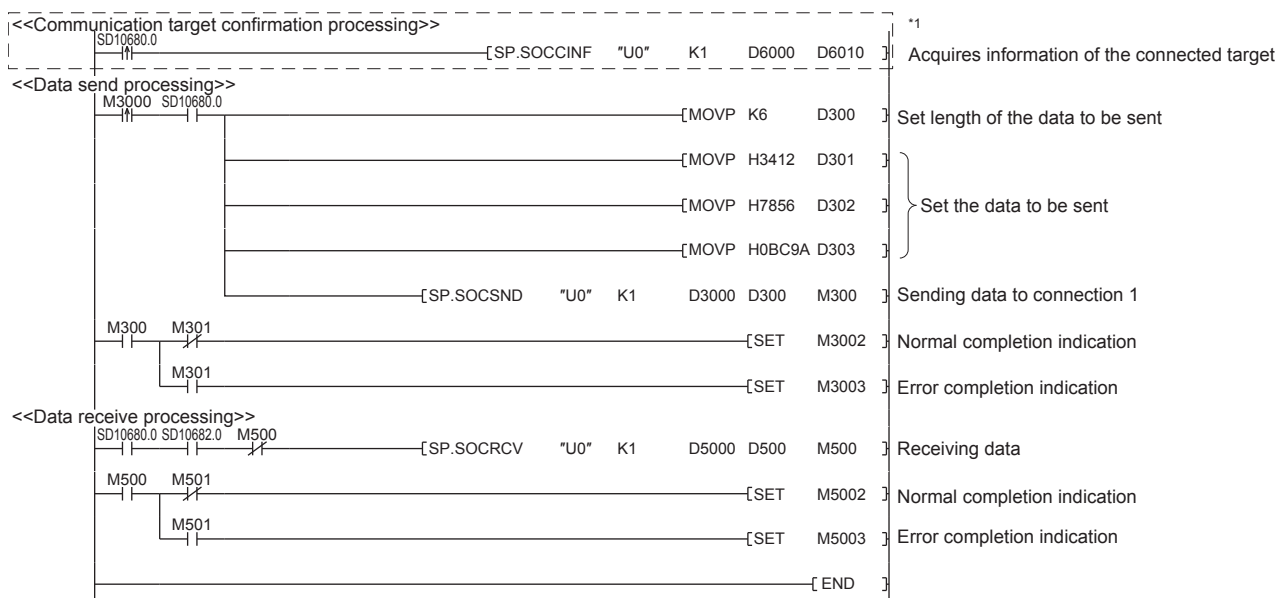 <<Communication target confirmation processing>>
*1
SD10680.0
SP.SOCCINF "U0" K1 D6000 D6010 Acquires information of the connected target
<<Data send processing>>
M3000 SD10680.0
MOVP K6 D300 Set length of the data to be sent
MOVP H3412 D301
MOVP H7856 D302 Set the data to be sent
MOVP H0BC9A D303
SP.SOCSND "U0" K1 D3000 D300 M300 Sending data to connection 1
M300 M301
SET M3002 Normal completion indication
M301
SET M3003 Error completion indication
<<Data receive processing>>
SD10680.0 SD10682.0 M500
SP.SOCRCV "U0" K1 D5000 D500 M500 Receiving data
M500 M501
SET M5002 Normal completion indication
M501
SET M5003 Error completion indication
END